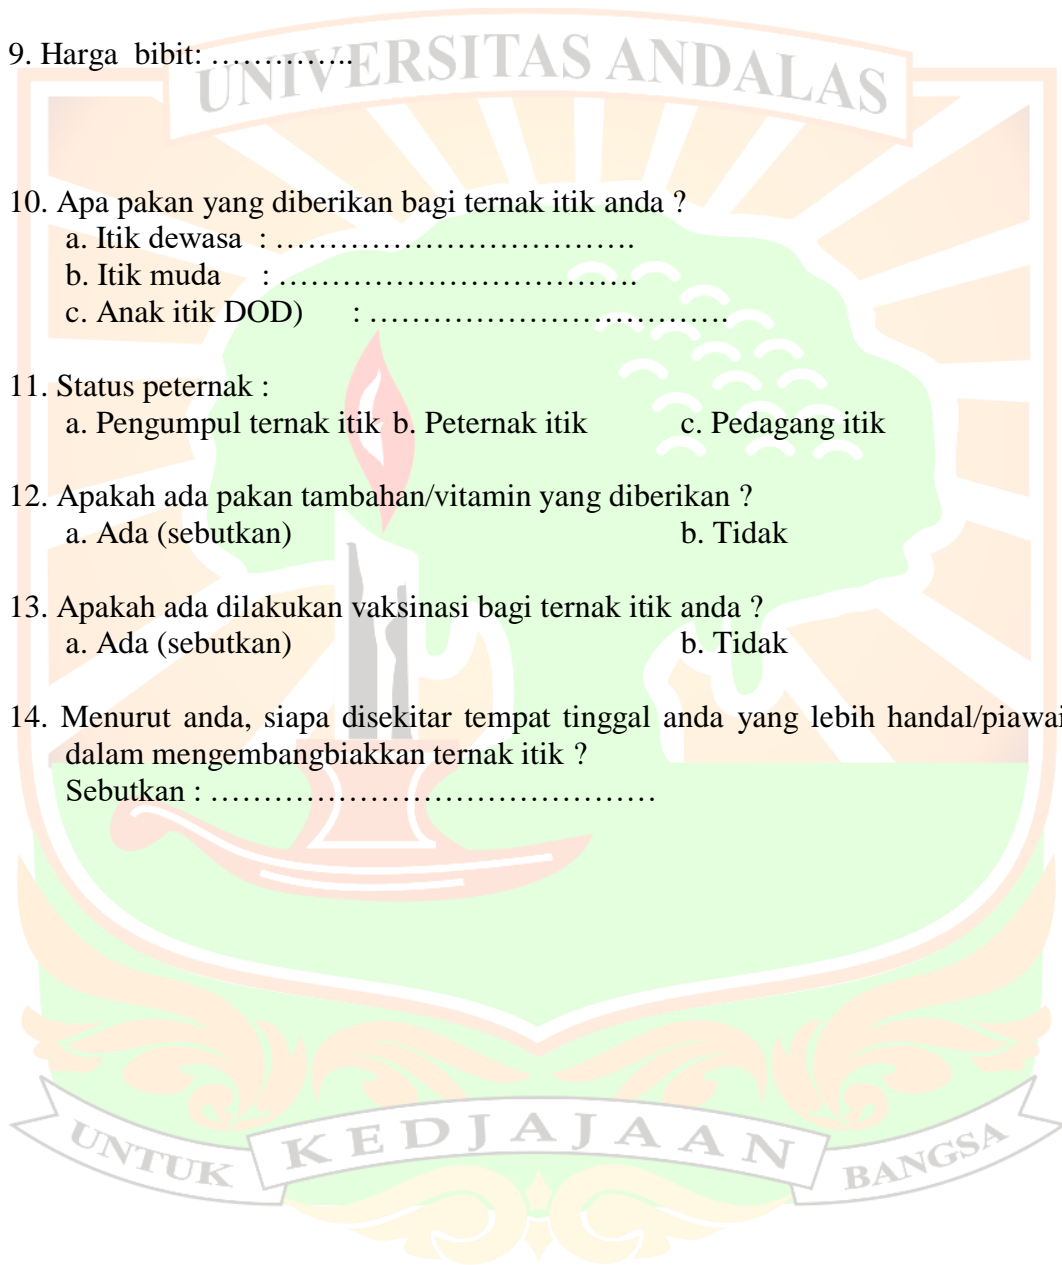 UNIVERSITAS ANDALAS
9. Harga bibit: …………..
10. Apa pakan yang diberikan bagi ternak itik anda ?
a. Itik dewasa : …………………………….
b. Itik muda : …………………………….
c. Anak itik DOD) : …………………………….
11. Status peternak :
a. Pengumpul ternak itik b. Peternak itik c. Pedagang itik
12. Apakah ada pakan tambahan/vitamin yang diberikan ?
a. Ada (sebutkan) b. Tidak
13. Apakah ada dilakukan vaksinasi bagi ternak itik anda ?
a. Ada (sebutkan) b. Tidak
14. Menurut anda, siapa disekitar tempat tinggal anda yang lebih handal/piawai
dalam mengembangbiakkan ternak itik ?
Sebutkan : ……………………………………
UNTUK KEDJAJAAN BANGSA